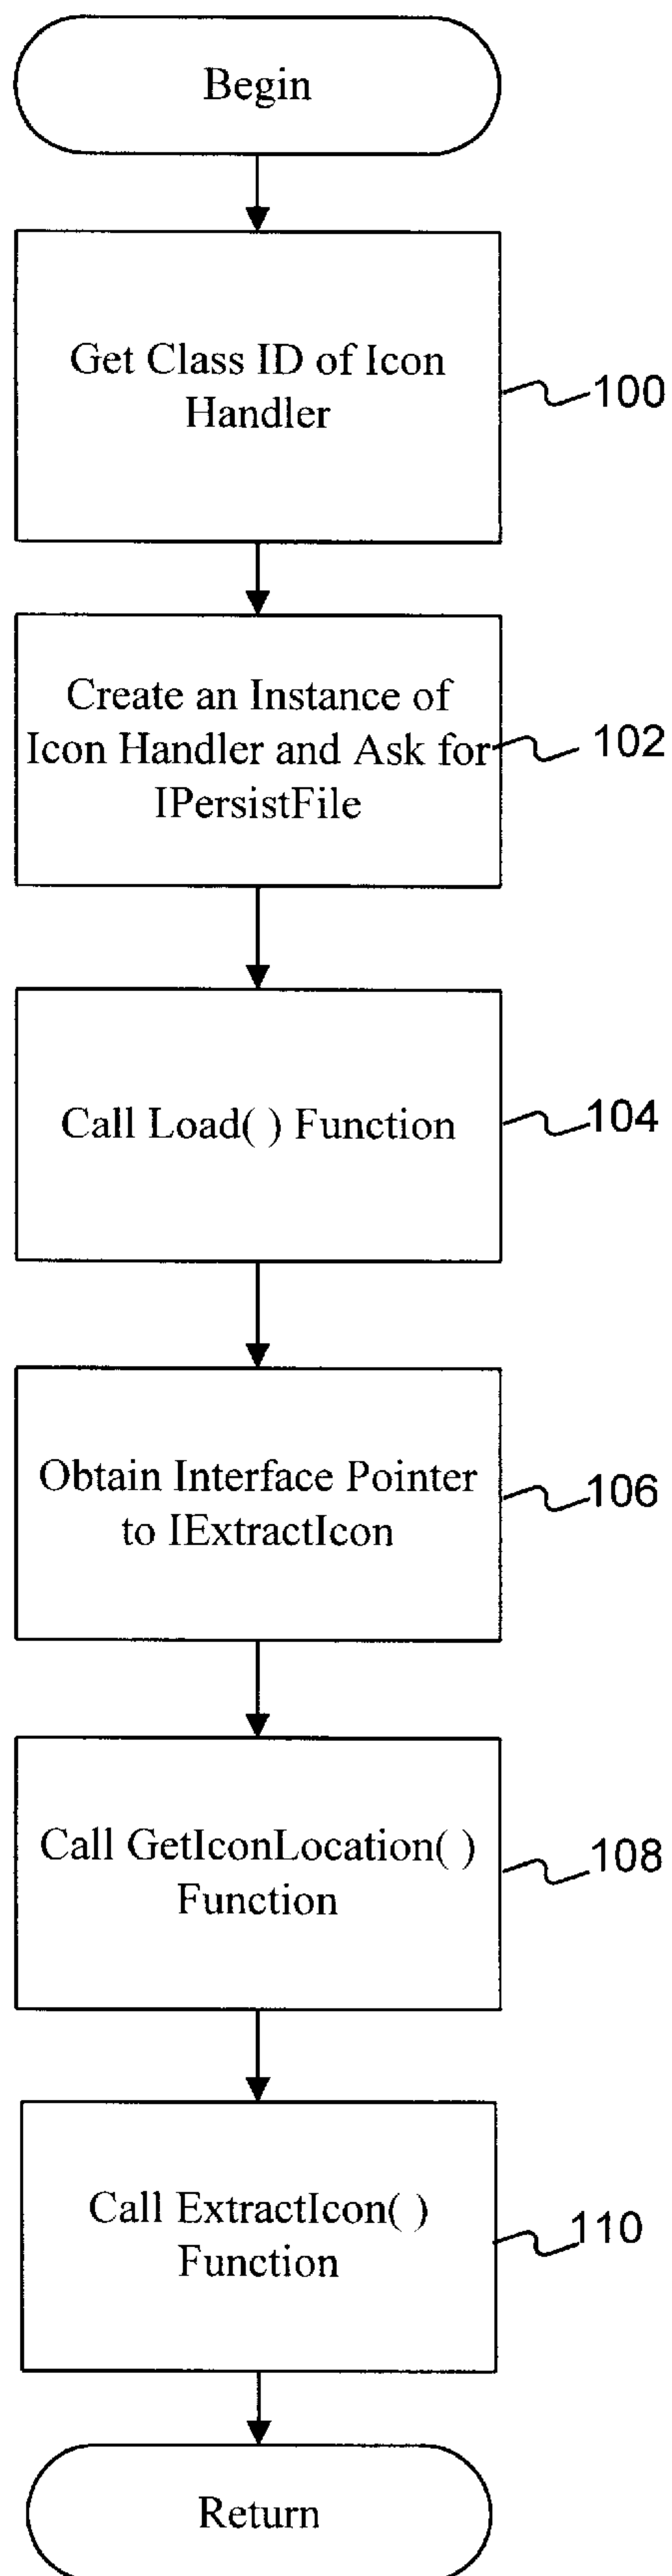 Begin
Get Class ID of Icon
Handler
100
Create an Instance of
Icon Handler and Ask for
IPersistFile
102
Call Load( ) Function
104
Obtain Interface Pointer
to IExtractIcon
106
Call GetIconLocation( )
Function
108
Call ExtractIcon( )
Function
110
Return